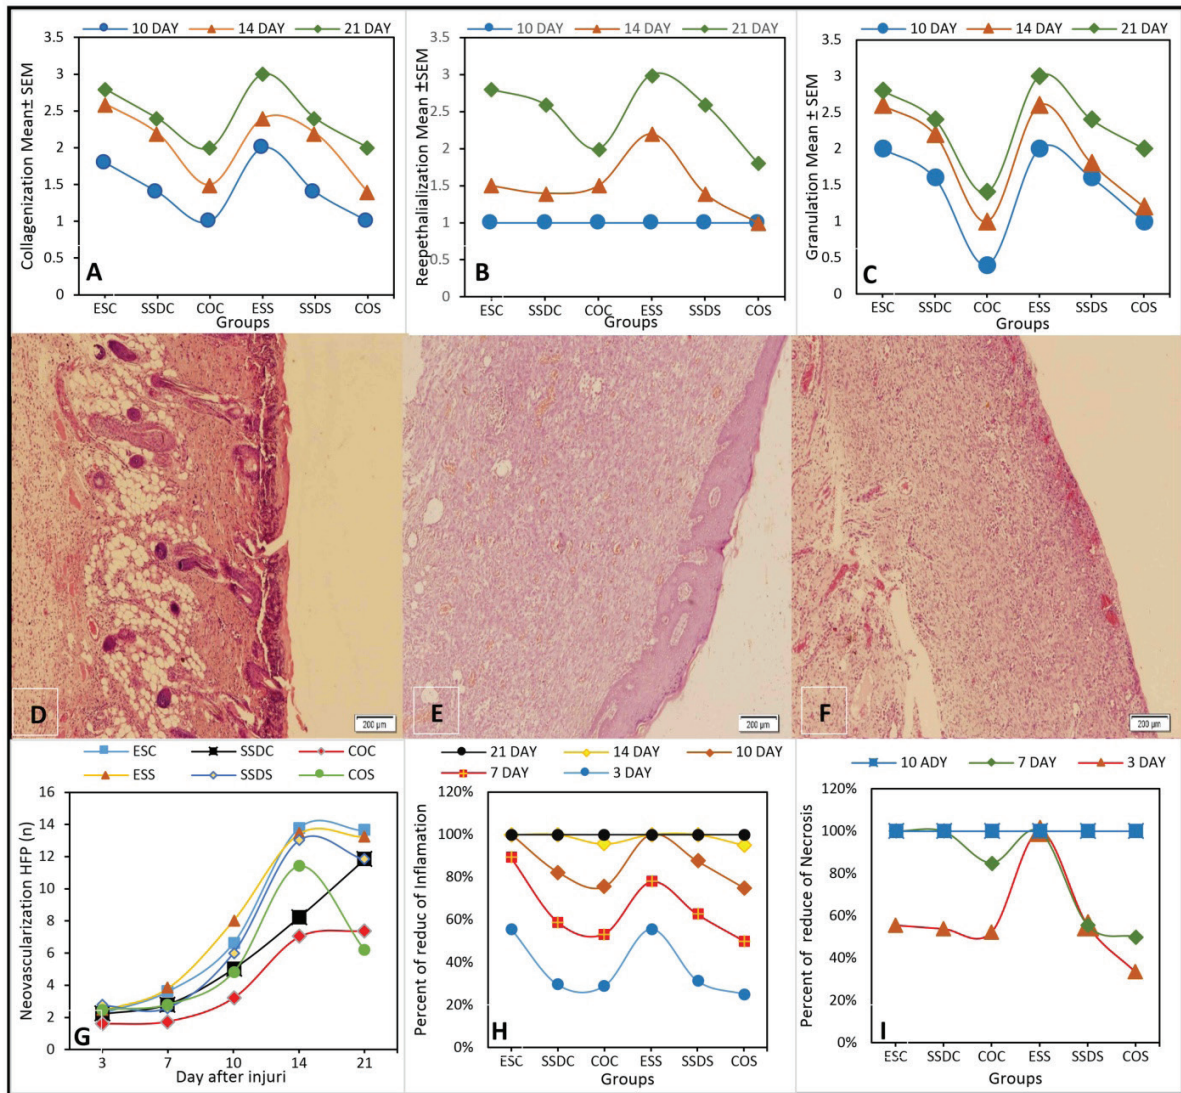 10 DAY 14 DAY 21 DAY
3.5
3
2.5
2
1.5
1
0.5
0
Collagenization Mean± SEM
A
ESC SSDC COC ESS SSDS COS
Groups
10 DAY 14 DAY 21 DAY
3.5
3
2.5
2
1.5
1
0.5
0
Reepethalialization Mean ±SEM
B
ESC SSDC COC ESS SSDS COS
Groups
10 DAY 14 DAY 21 DAY
3.5
3
2.5
2
1.5
1
0.5
0
Granulation Mean ± SEM
C
ESC SSDC COC ESS SSDS COS
Groups
D
200 µm
E
200 µm
F
200 µm
ESC SSDC COC
ESS SSDS COS
16
14
12
10
8
6
4
2
0
Neovascularization HFP (n)
G
3 7 10 14 21
Day after injuri
21 DAY 14 DAY 10 DAY
7 DAY 3 DAY
120%
100%
80%
60%
40%
20%
0%
Percent of reduc of Inflamation
H
ESC SSDC COC ESS SSDS COS
Groups
10 ADY 7 DAY 3 DAY
120%
100%
80%
60%
40%
20%
0%
Percent of reduce of Necrosis
I
ESC SSDC COC ESS SSDS COS
Groups